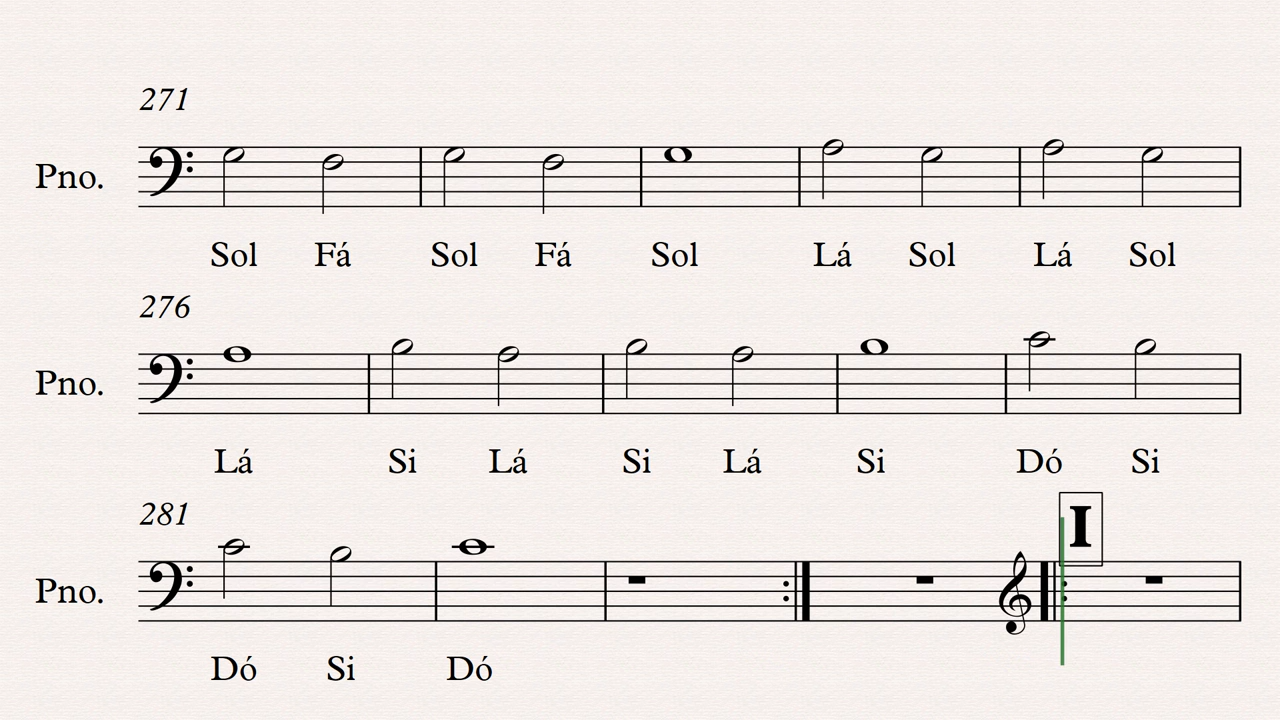 271
Pno.
Sol Fá Sol Fá Sol Lá Sol Lá Sol
276
Pno.
Lá Si Lá Si Lá Si Dó Si
281
I
Pno.
Dó Si Dó